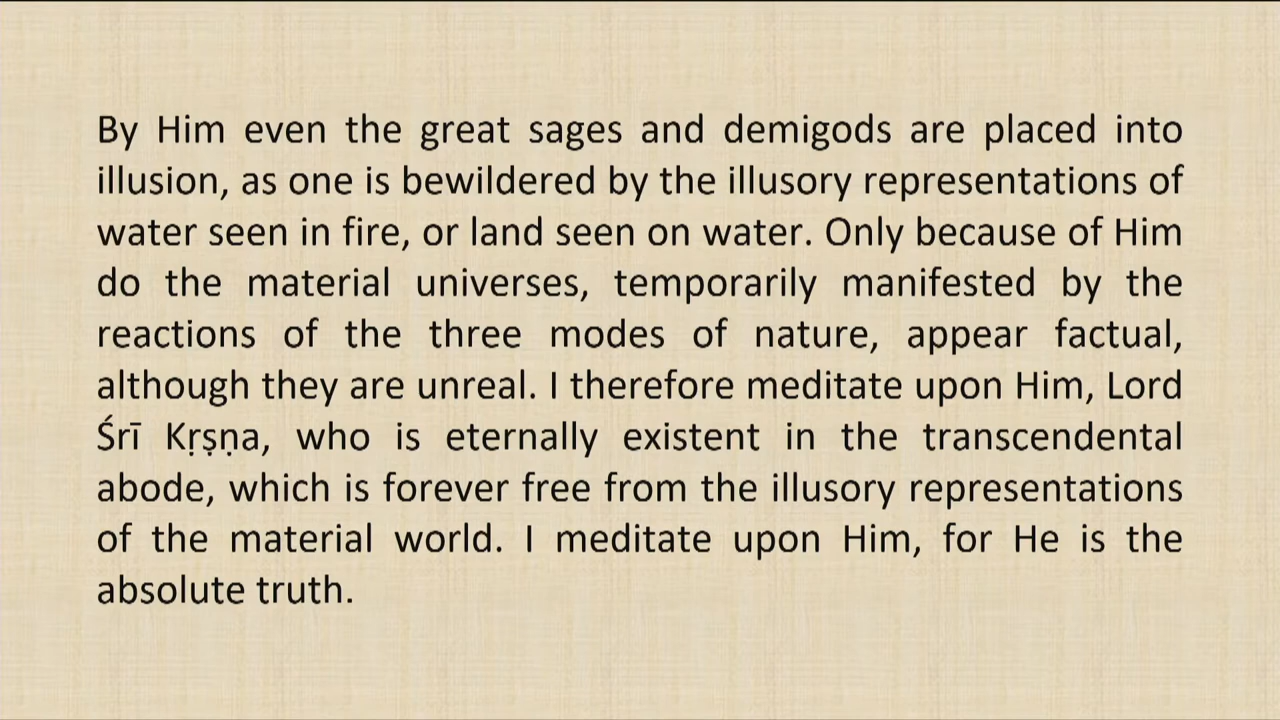 By Him even the great sages and demigods are placed into
illusion, as one is bewildered by the illusory representations of
water seen in fire, or land seen on water. Only because of Him
do the material universes, temporarily manifested by the
reactions of the three modes of nature, appear factual,
although they are unreal. I therefore meditate upon Him, Lord
Śrī Kṛṣṇa, who is eternally existent in the transcendental
abode, which is forever free from the illusory representations
of the material world. I meditate upon Him, for He is the
absolute truth.